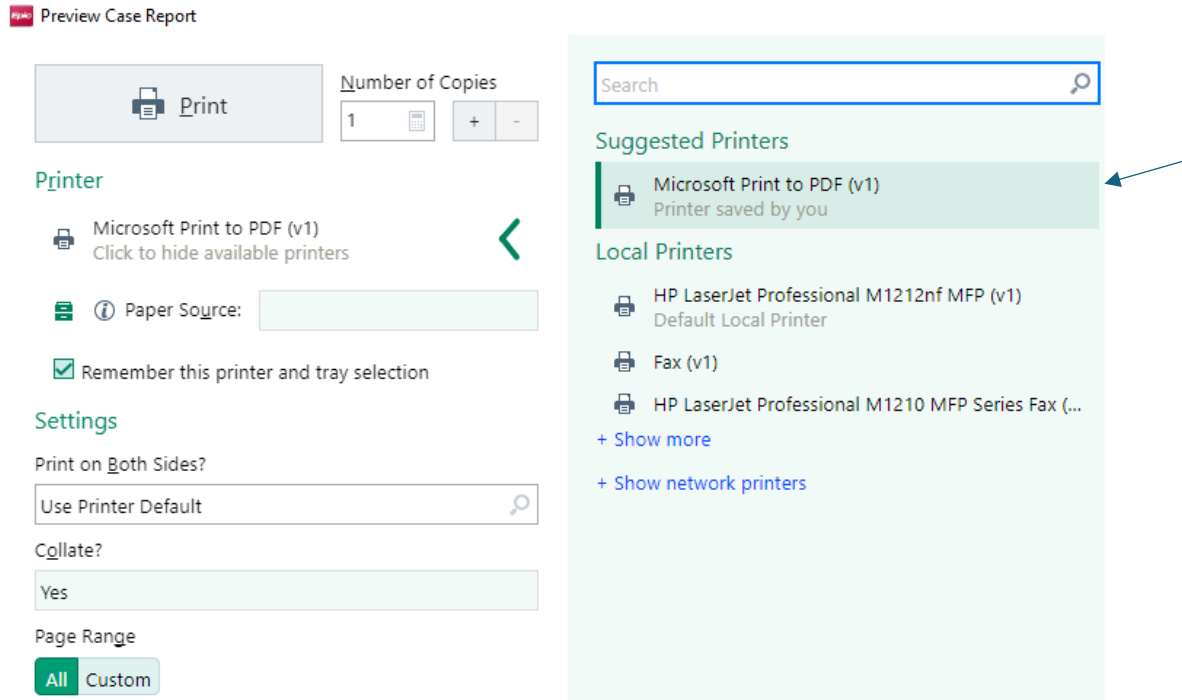 Epic Preview Case Report
Print
Number of Copies
1
+ -
Printer
Microsoft Print to PDF (v1)
Click to hide available printers
Paper Source:
Remember this printer and tray selection
Settings
Print on Both Sides?
Use Printer Default
Collate?
Yes
Page Range
All Custom
Search
Suggested Printers
Microsoft Print to PDF (v1)
Printer saved by you
Local Printers
HP LaserJet Professional M1212nf MFP (v1)
Default Local Printer
Fax (v1)
HP LaserJet Professional M1210 MFP Series Fax (...
+ Show more
+ Show network printers